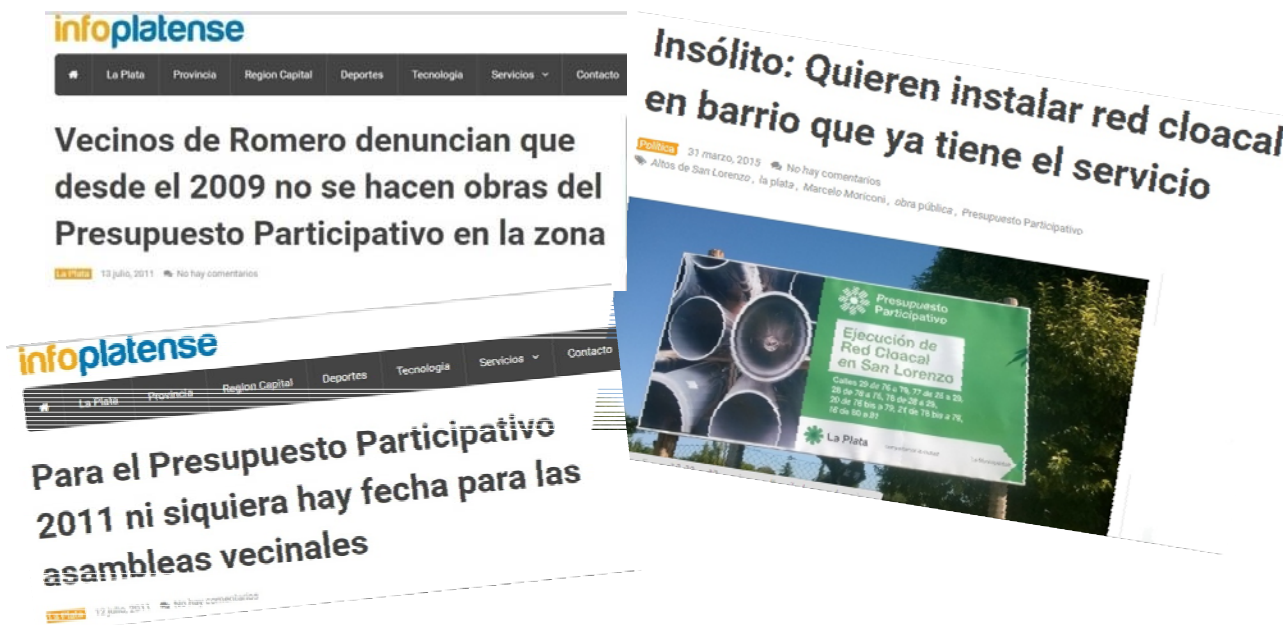 infoplatense
La Plata Provincia Region Capital Deportes Tecnologia Servicios Contacto
Vecinos de Romero denuncian que
desde el 2009 no se hacen obras del
Presupuesto Participativo en la zona
La Plata 13 julio, 2011 No hay comentarios
infoplatense
La Plata Provincia Region Capital Deportes Tecnologia Servicios Contacto
Para el Presupuesto Participativo
2011 ni siquiera hay fecha para las
asambleas vecinales
La Plata 12 julio, 2011 No hay comentarios
Insólito: Quieren instalar red cloacal
en barrio que ya tiene el servicio
Política 31 marzo, 2015 No hay comentarios
Altos de San Lorenzo, la plata, Marcelo Moriconi, obra pública, Presupuesto Participativo
Presupuesto
Participativo
Ejecución de
Red Cloacal
en San Lorenzo
La Plata